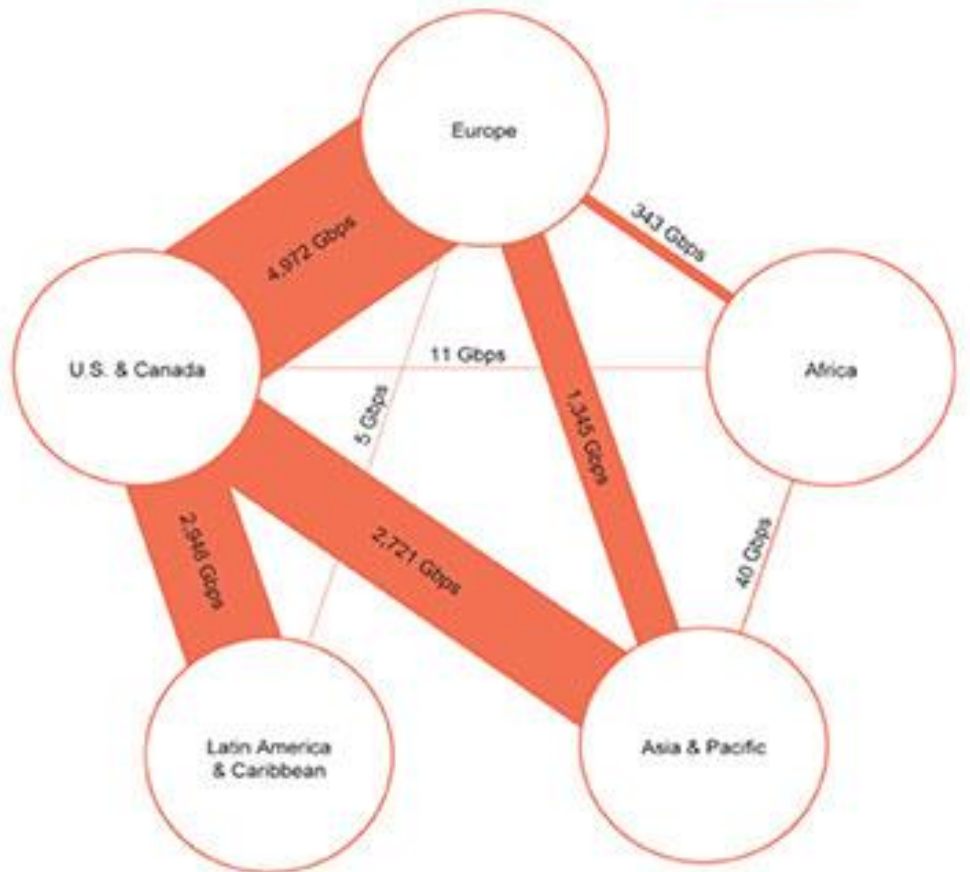 Europe
4,972 Gbps
343 Gbps
U.S. & Canada
11 Gbps
Africa
5 Gbps
1,345 Gbps
2,946 Gbps
2,721 Gbps
40 Gbps
Latin America
& Caribbean
Asia & Pacific